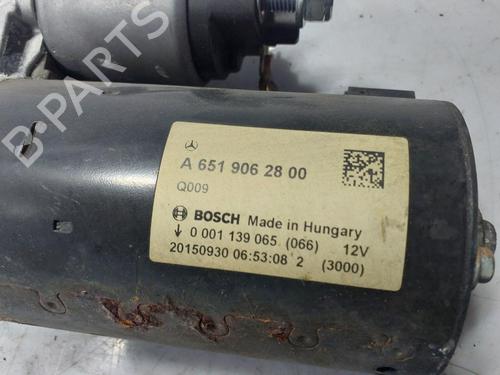 A 651 906 28 00
Q009
BOSCH Made in Hungary
0 001 139 065 (066) 12V
20150930 06:53:08 2 (3000)